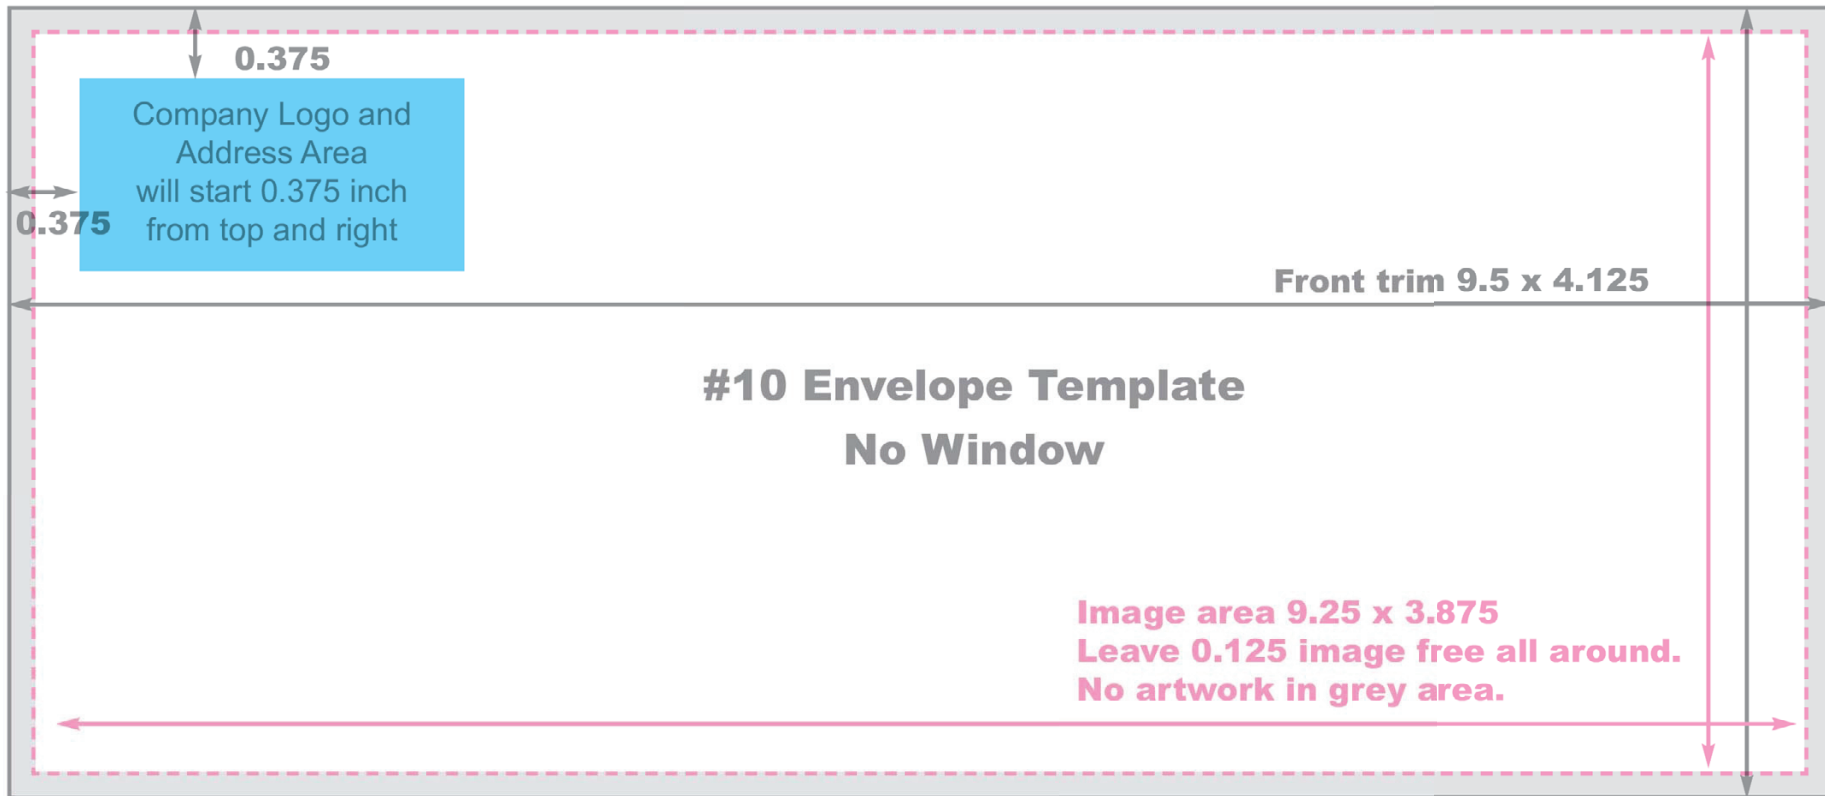 0.375
Company Logo and
Address Area
will start 0.375 inch
from top and right
0.375
Front trim 9.5 x 4.125
#10 Envelope Template
No Window
Image area 9.25 x 3.875
Leave 0.125 image free all around.
No artwork in grey area.